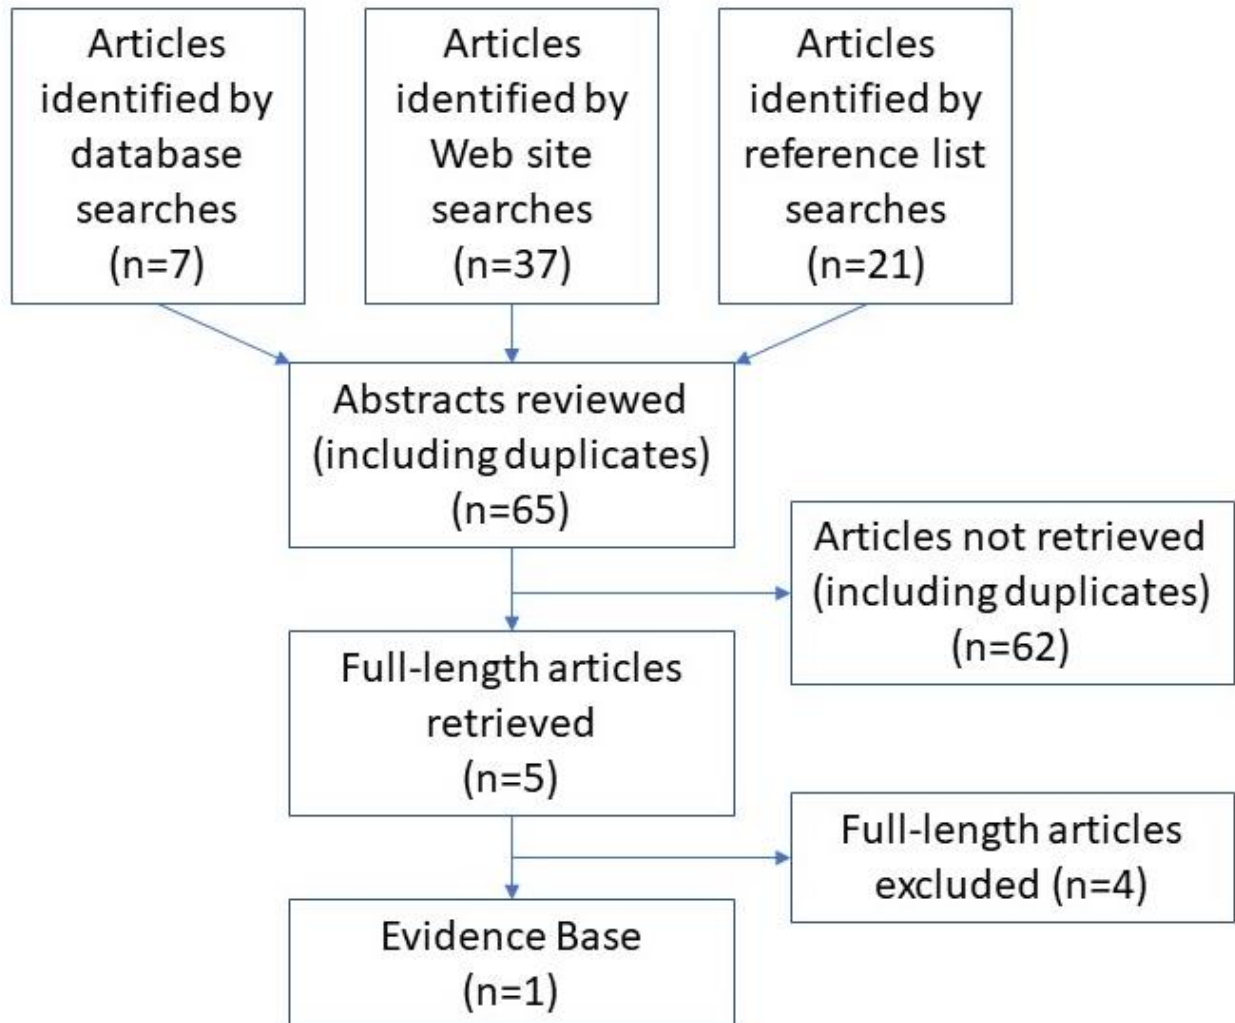 Articles
identified by
database
searches
(n=7)
Articles
identified by
Web site
searches
(n=37)
Articles
identified by
reference list
searches
(n=21)
Abstracts reviewed
(including duplicates)
(n=65)
Articles not retrieved
(including duplicates)
(n=62)
Full-length articles
retrieved
(n=5)
Full-length articles
excluded (n=4)
Evidence Base
(n=1)